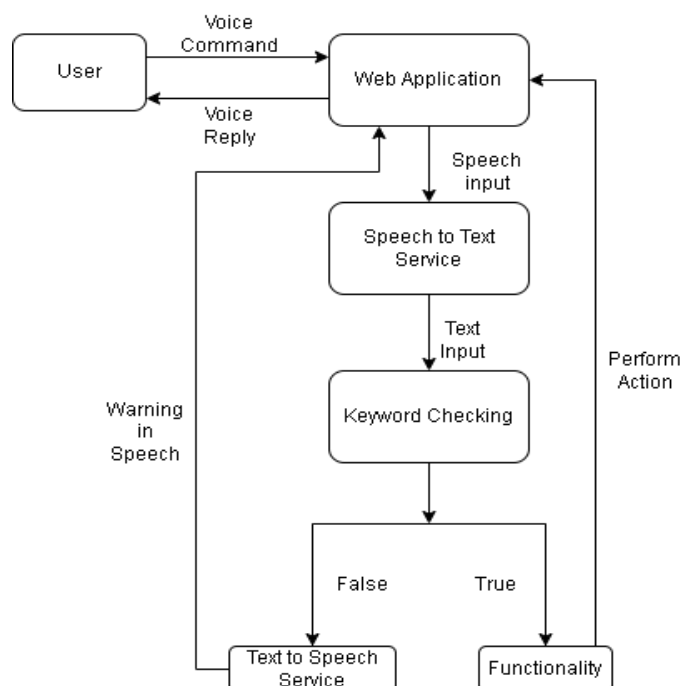 Voice
Command
User
Web Application
Voice
Reply
Speech
input
Speech to Text
Service
Text
Input
Perform
Action
Keyword Checking
Warning
in
Speech
False
True
Text to Speech
Service
Functionality